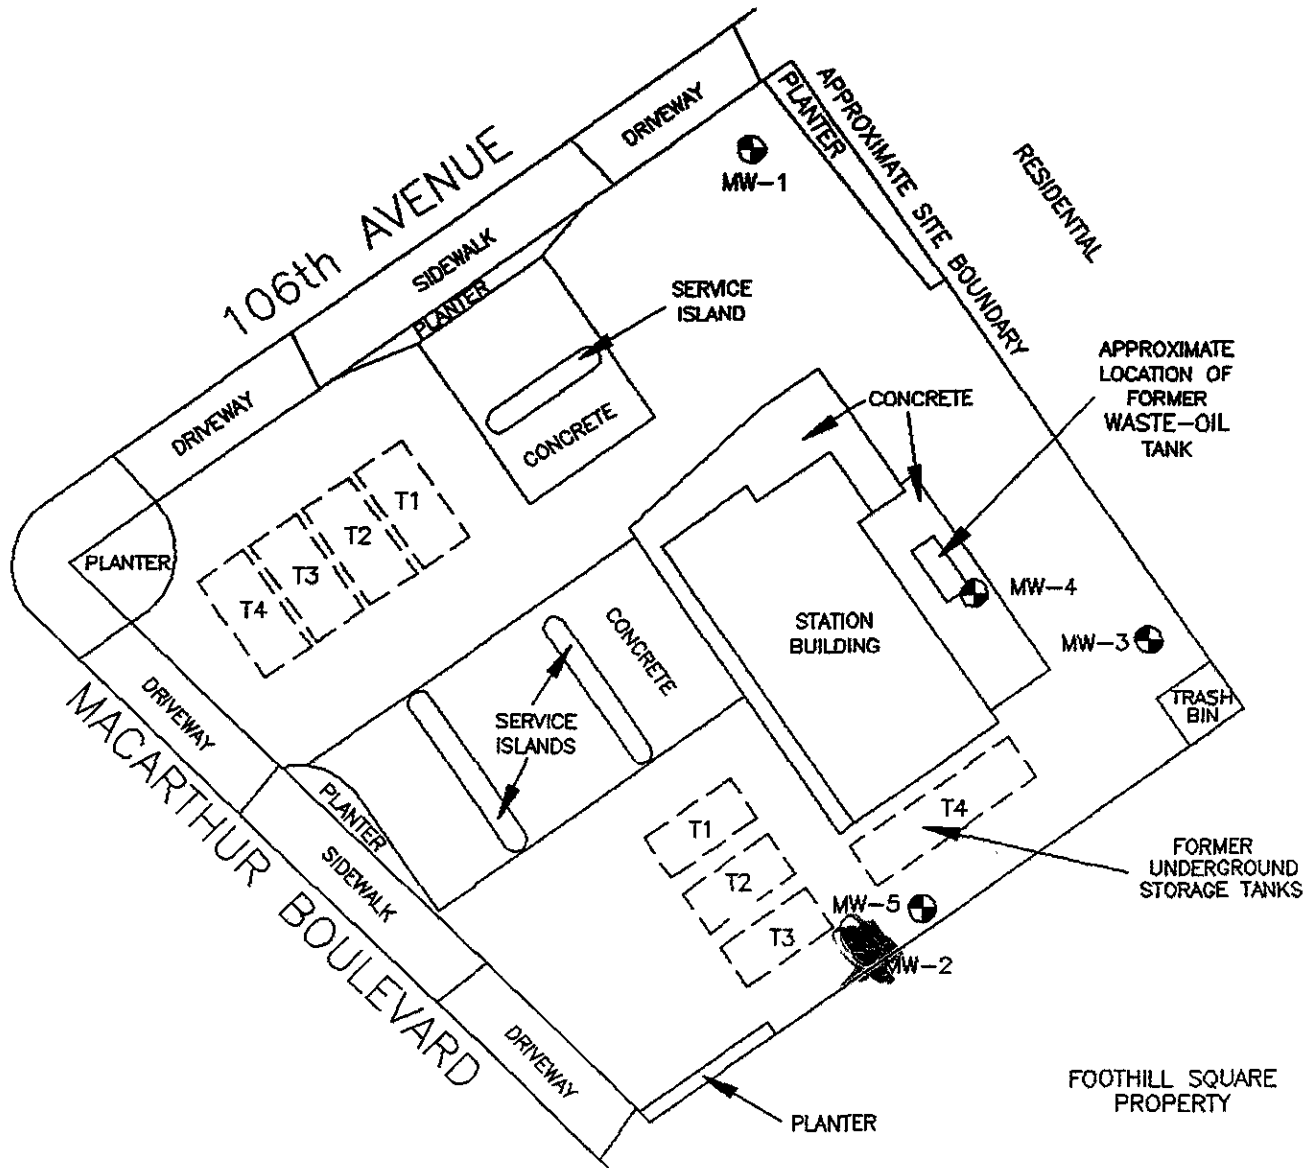 106th AVENUE
DRIVEWAY
PLANTER
APPROXIMATE SITE BOUNDARY
RESIDENTIAL
MW-1
SIDEWALK
PLANTER
SERVICE
ISLAND
DRIVEWAY
CONCRETE
CONCRETE
APPROXIMATE
LOCATION OF
FORMER
WASTE-OIL
TANK
T1
T2
T3
T4
PLANTER
STATION
BUILDING
MW-4
MW-3
TRASH
BIN
CONCRETE
SERVICE
ISLANDS
DRIVEWAY
MACARTHUR BOULEVARD
PLANTER
SIDEWALK
T1
T2
T3
T4
FORMER
UNDERGROUND
STORAGE TANKS
MW-5
MW-2
DRIVEWAY
PLANTER
FOOTHILL SQUARE
PROPERTY